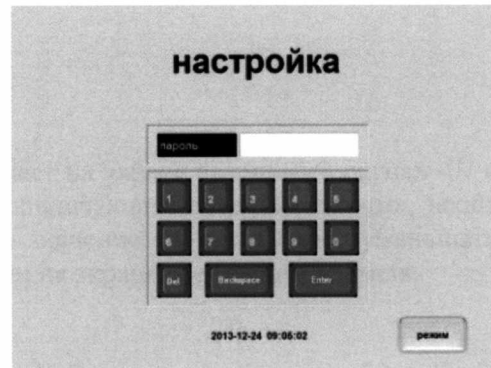 настройка
пароль
1 2 3 4 5
6 7 8 9 0
Del Backspace Enter
2013-12-24 09:05:02
режим